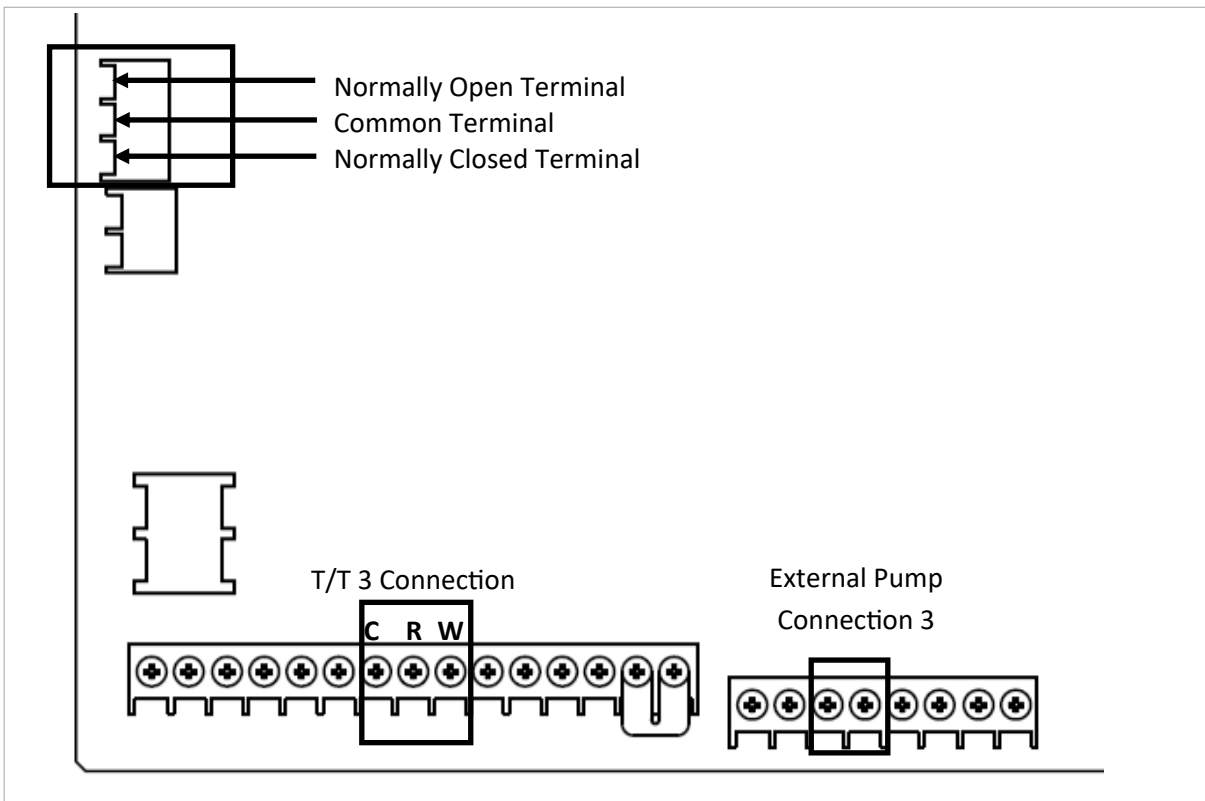 Normally Open Terminal
Common Terminal
Normally Closed Terminal
T/T 3 Connection
C R W
External Pump
Connection 3